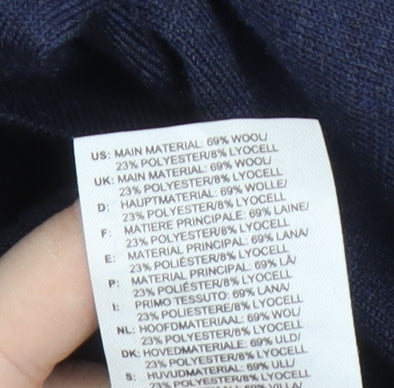 US: MAIN MATERIAL: 69% WOOL/
23% POLYESTER/8% LYOCELL
UK: MAIN MATERIAL: 69% WOOL/
23% POLYESTER/8% LYOCELL
D: HAUPTMATERIAL: 69% WOLLE/
23% POLYESTER/8% LYOCELL
F: MATIERE PRINCIPALE: 69% LAINE/
23% POLYESTER/8% LYOCELL
E: MATERIAL PRINCIPAL: 69% LANA/
23% POLIÉSTER/8% LYOCELL
P: MATERIAL PRINCIPAL: 69% LÃ/
23% POLIÉSTER/8% LYOCELL
I: PRIMO TESSUTO: 69% LANA/
23% POLIESTERE/8% LYOCELL
NL: HOOFDMATERIAAL: 69% WOL/
23% POLYESTER/8% LYOCELL
DK: HOVEDMATERIALE: 69% ULD/
23% POLYESTER/8% LYOCELL
S: HUVUDMATERIAL: 69% ULL/
23% POLYESTER/8% LYOCELL